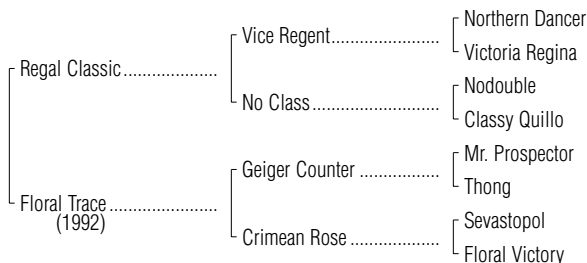 Northern Dancer
Vice Regent
Victoria Regina
Regal Classic
Nodouble
No Class
Classy Quillo
Mr. Prospector
Geiger Counter
Thong
Floral Trace
(1992)
Sevastopol
Crimean Rose
Floral Victory